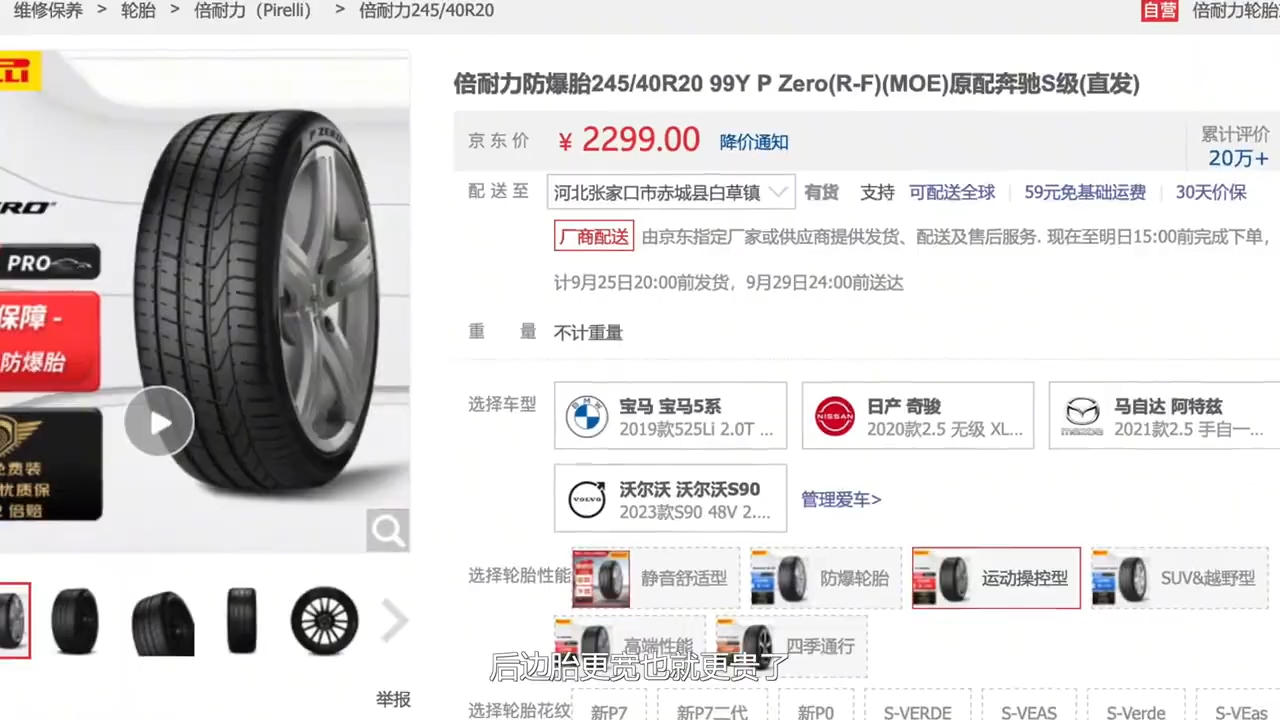 维修保养 > 轮胎 > 倍耐力（Pirelli） > 倍耐力245/40R20
自营 倍耐力轮胎
倍耐力防爆胎245/40R20 99Y P Zero(R-F)(MOE)原配奔驰S级(直发)
京东价 ¥ 2299.00 降价通知
累计评价
20万+
配送至 河北张家口市赤城县白草镇 有货 支持 可配送全球 59元免基础运费 30天价保
厂商配送 由京东指定厂家或供应商提供发货、配送及售后服务. 现在至明日15:00前完成下单,
计9月25日20:00前发货，9月29日24:00前送达
重量 不计重量
P ZERO
PRO
保障 -
防爆胎
免费装
优质保
倍赔
选择车型
宝马 宝马5系
2019款525Li 2.0T ...
NISSAN
日产 奇骏
2020款2.5 无级 XL...
马自达 阿特兹
2021款2.5 手自一...
VOLVO
沃尔沃 沃尔沃S90
2023款S90 48V 2....
管理爱车>
选择轮胎性能 静音舒适型 防爆轮胎 运动操控型 SUV&越野型
高端性能 四季通行
后边胎更宽也就更贵了
举报
选择轮胎花纹 新P7 新P7二代 新P0 S-VERDE S-VEAS S-Verde S-VEas